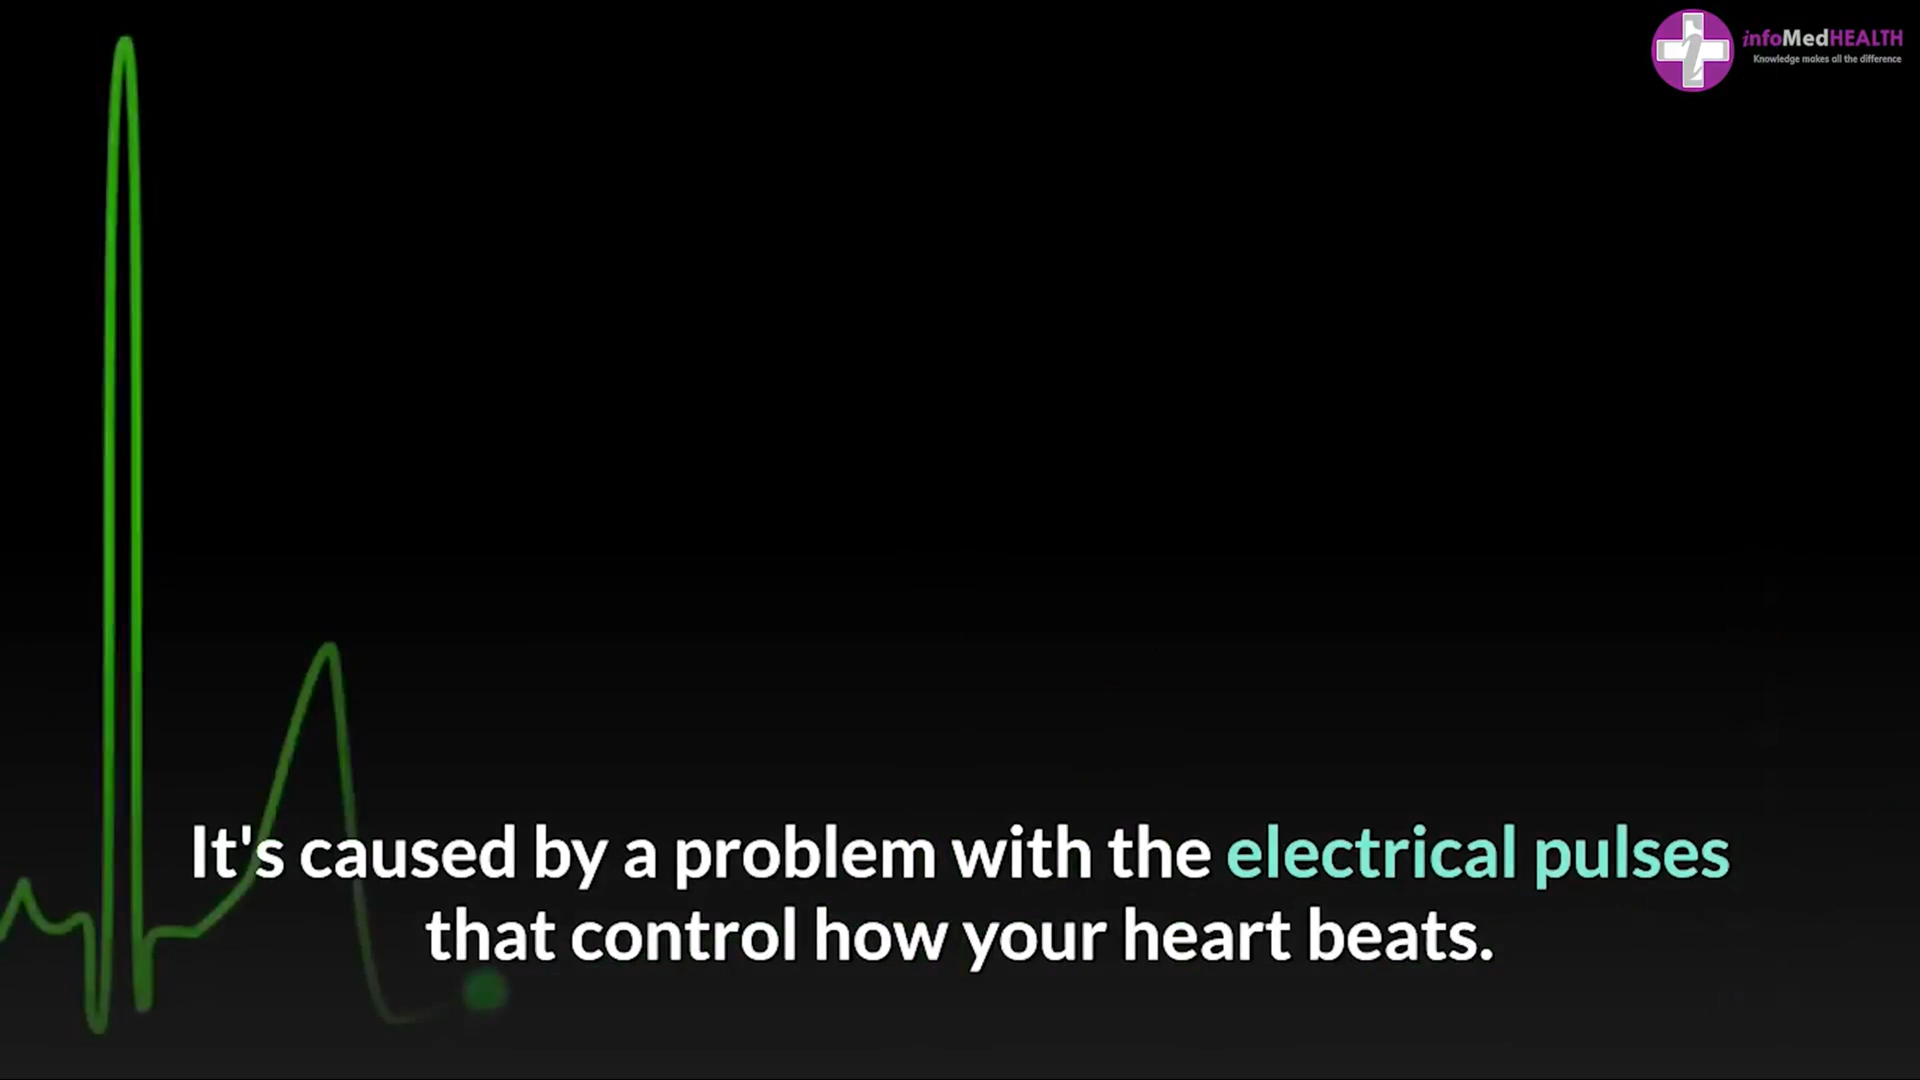 infoMedHEALTH
Knowledge makes all the difference
It's caused by a problem with the electrical pulses
that control how your heart beats.